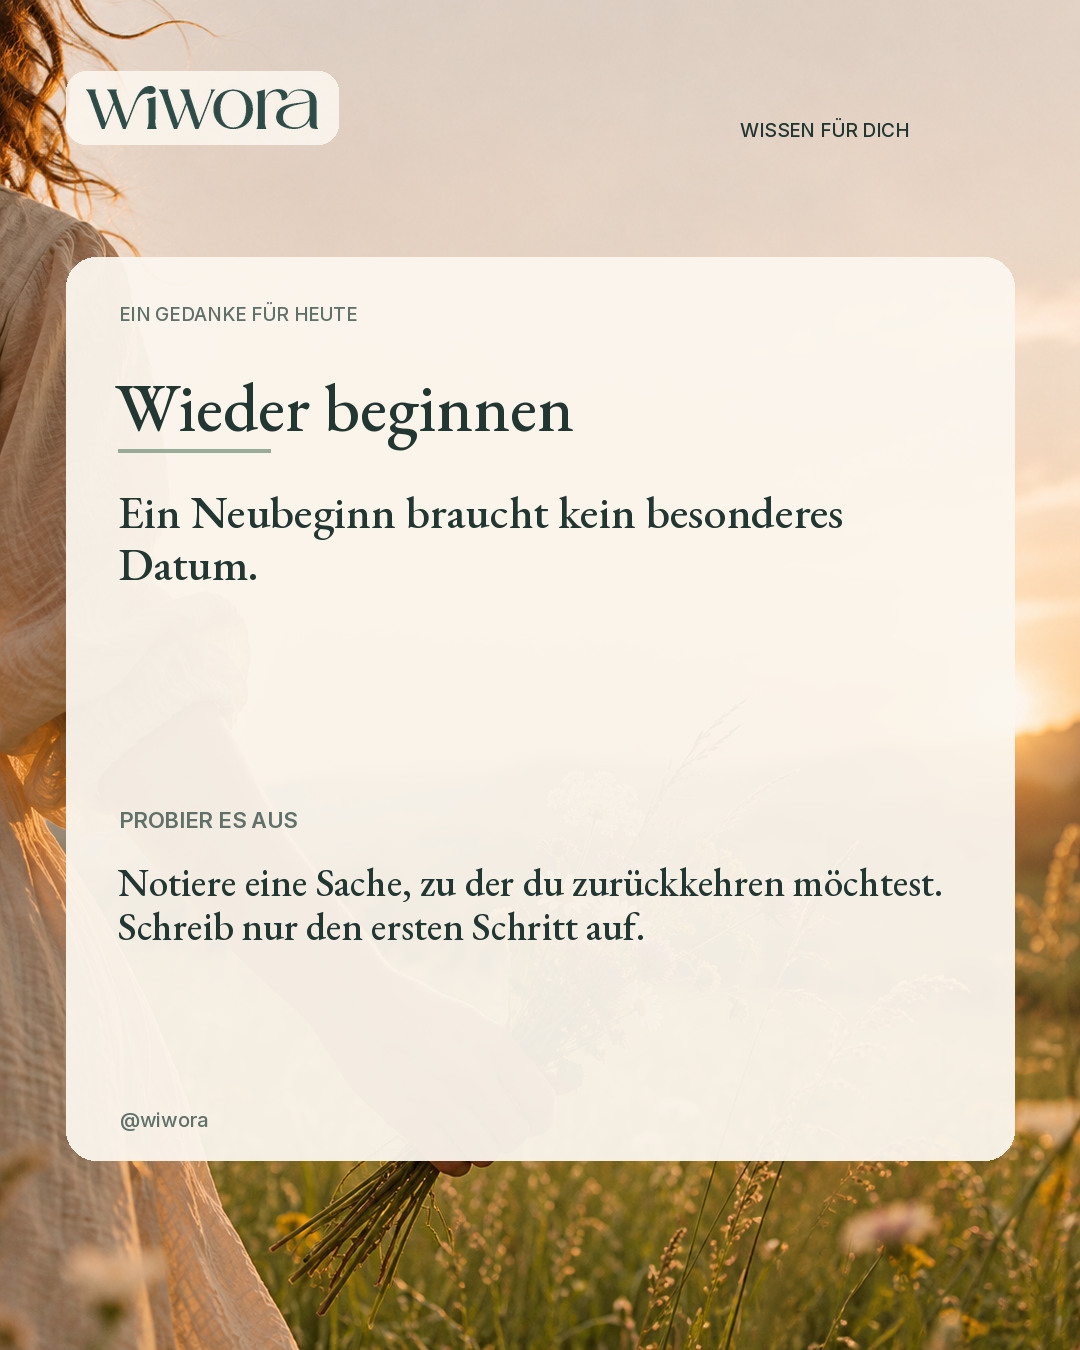 wiwora
WISSEN FÜR DICH
EIN GEDANKE FÜR HEUTE
Wieder beginnen
Ein Neubeginn braucht kein besonderes
Datum.
PROBIER ES AUS
Notiere eine Sache, zu der du zurückkehren möchtest.
Schreib nur den ersten Schritt auf.
@wiwora